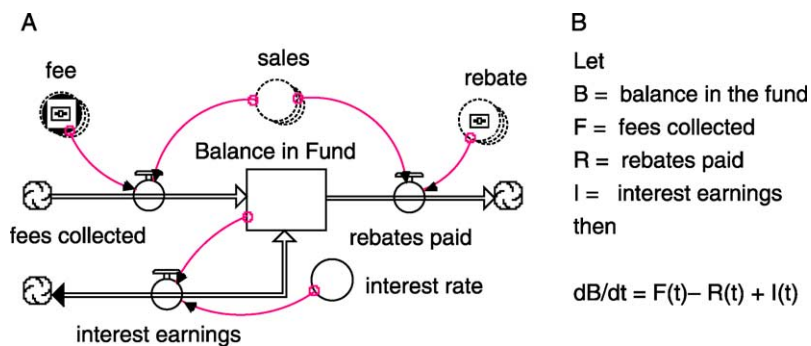 A
B
fee
sales
rebate
Balance in Fund
fees collected
rebates paid
interest rate
interest earnings
Let
B = balance in the fund
F = fees collected
R = rebates paid
I = interest earnings
then
dB/dt = F(t)– R(t) + I(t)